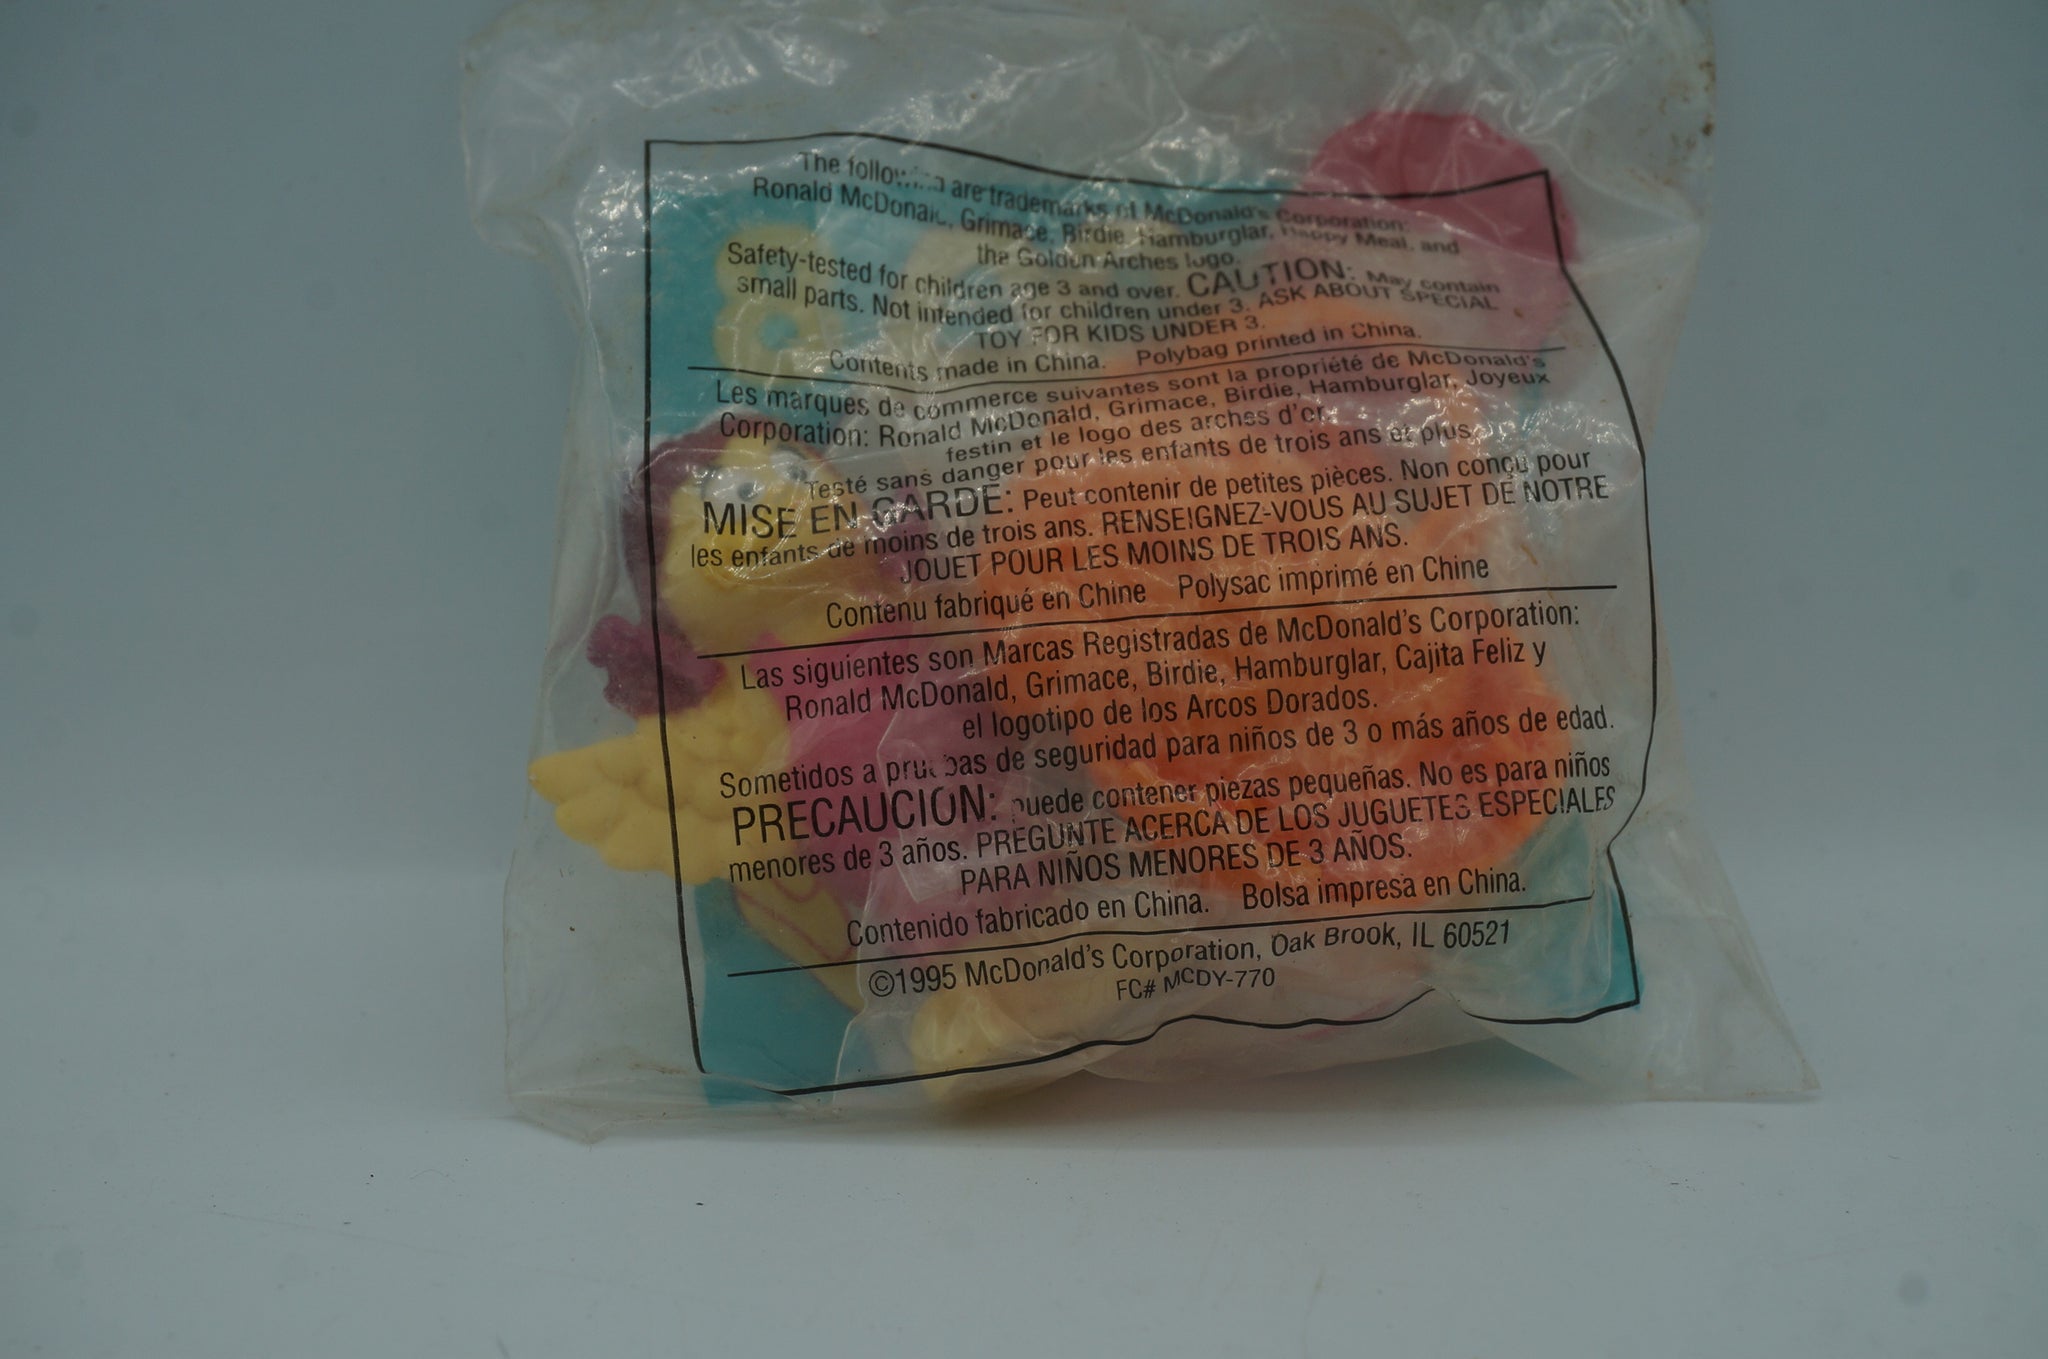 The following are trademarks of McDonald's Corporation:
Ronald McDonald, Grimace, Birdie, Hamburglar, Happy Meal, and
the Golden Arches logo.
Safety-tested for children age 3 and over. CAUTION: May contain
small parts. Not intended for children under 3. ASK ABOUT SPECIAL
TOY FOR KIDS UNDER 3.
Contents made in China. Polybag printed in China.
Les marques de commerce suivantes sont la propriété de McDonald's
Corporation: Ronald McDonald, Grimace, Birdie, Hamburglar, Joyeux
festin et le logo des arches d'or.
Testé sans danger pour les enfants de trois ans et plus.
MISE EN GARDE: Peut contenir de petites pièces. Non conçu pour
les enfants de moins de trois ans. RENSEIGNEZ-VOUS AU SUJET DE NOTRE
JOUET POUR LES MOINS DE TROIS ANS.
Contenu fabriqué en Chine Polysac imprimé en Chine
Las siguientes son Marcas Registradas de McDonald's Corporation:
Ronald McDonald, Grimace, Birdie, Hamburglar, Cajita Feliz y
el logotipo de los Arcos Dorados.
Sometidos a pruebas de seguridad para niños de 3 o más años de edad.
PRECAUCION: puede contener piezas pequeñas. No es para niños
menores de 3 años. PREGUNTE ACERCA DE LOS JUGUETES ESPECIALES
PARA NIÑOS MENORES DE 3 AÑOS.
Contenido fabricado en China. Bolsa impresa en China.
©1995 McDonald's Corporation, Oak Brook, IL 60521
FC# MCDY-770